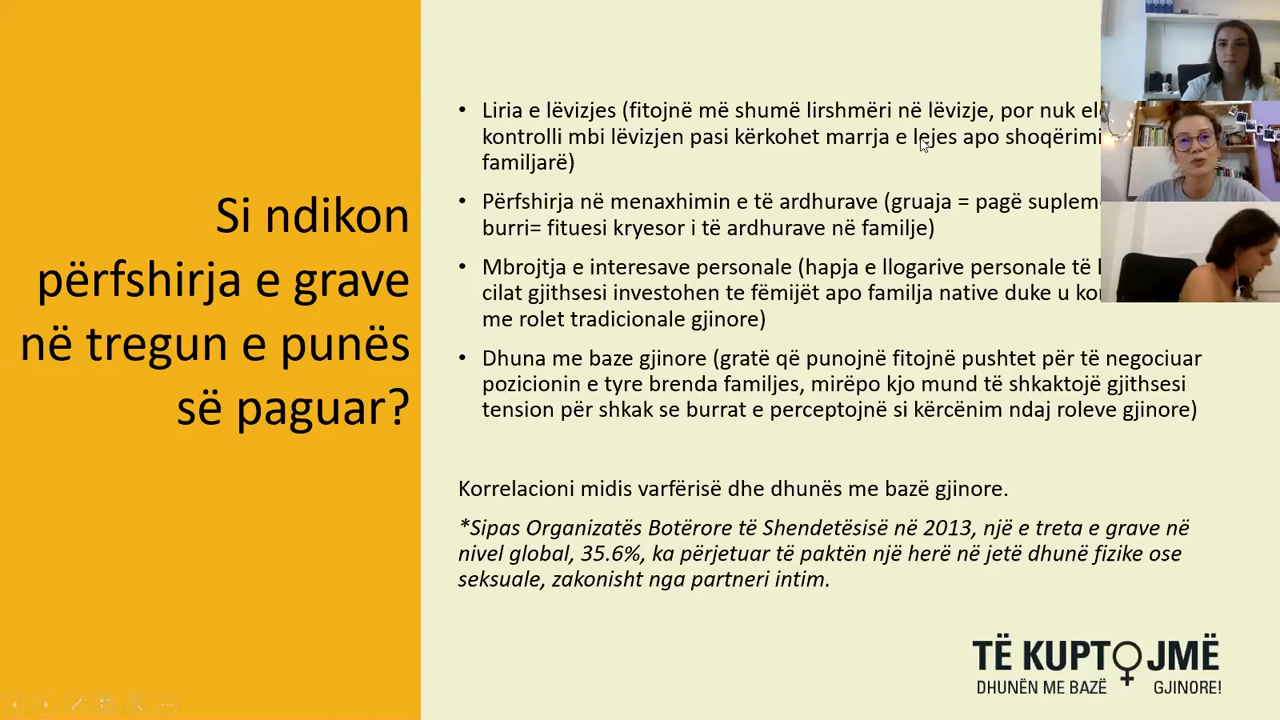 Si ndikon
përfshirja e grave
në tregun e punës
së paguar?
• Liria e lëvizjes (fitojnë më shumë lirshmëri në lëvizje, por nuk
kontrolli mbi lëvizjen pasi kërkohet marrja e lejes apo shoqërimi
familjarë)
• Përfshirja në menaxhimin e të ardhurave (gruaja = pagë
burri= fituesi kryesor i të ardhurave në familje)
• Mbrojtja e interesave personale (hapja e llogarive personale të
cilat gjithsesi investohen te fëmijët apo familja native duke u
me rolet tradicionale gjinore)
• Dhuna me baze gjinore (gratë që punojnë fitojnë pushtet për të negociuar
pozicionin e tyre brenda familjes, mirëpo kjo mund të shkaktojë gjithsesi
tension për shkak se burrat e perceptojnë si kërcënim ndaj roleve gjinore)
Korrelacioni midis varfërisë dhe dhunës me bazë gjinore.
*Sipas Organizatës Botërore të Shendetësisë në 2013, një e treta e grave në
nivel global, 35.6%, ka përjetuar të paktën një herë në jetë dhunë fizike ose
seksuale, zakonisht nga partneri intim.
TË KUPTOJMË
DHUNËN ME BAZË GJINORE!